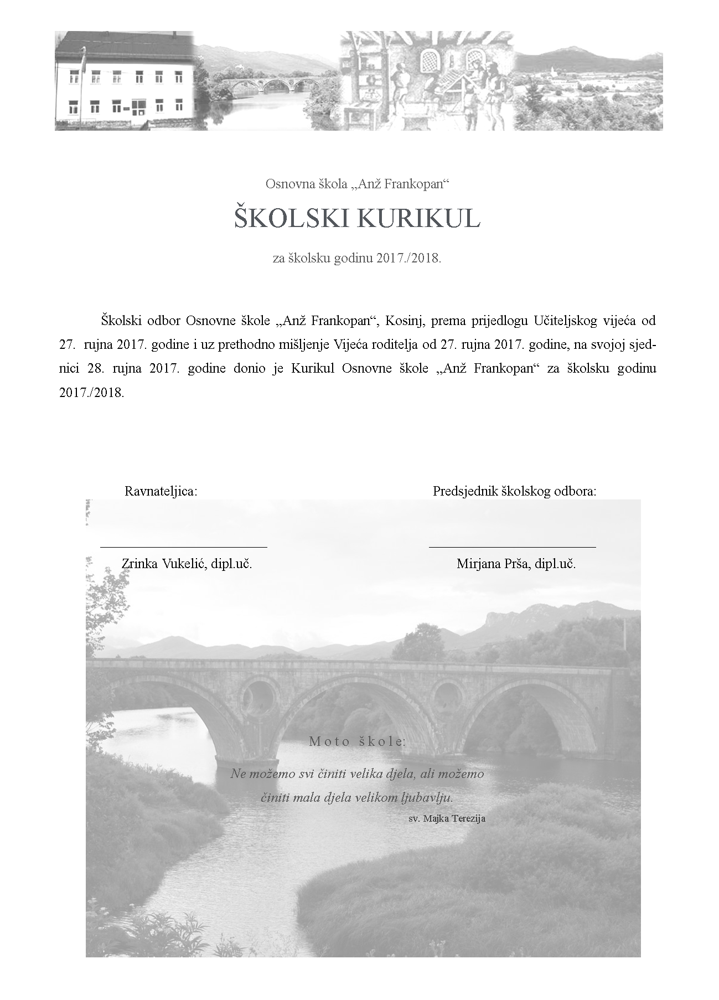 Osnovna škola „Anž Frankopan“
ŠKOLSKI KURIKUL
za školsku godinu 2017./2018.
Školski odbor Osnovne škole „Anž Frankopan“, Kosinj, prema prijedlogu Učiteljskog vijeća od
27. rujna 2017. godine i uz prethodno mišljenje Vijeća roditelja od 27. rujna 2017. godine, na svojoj sjed-
nici 28. rujna 2017. godine donio je Kurikul Osnovne škole „Anž Frankopan“ za školsku godinu
2017./2018.
Ravnateljica: Predsjednik školskog odbora:
Zrinka Vukelić, dipl.uč. Mirjana Prša, dipl.uč.
Moto škole:
Ne možemo svi činiti velika djela, ali možemo
činiti mala djela velikom ljubavlju.
sv. Majka Terezija